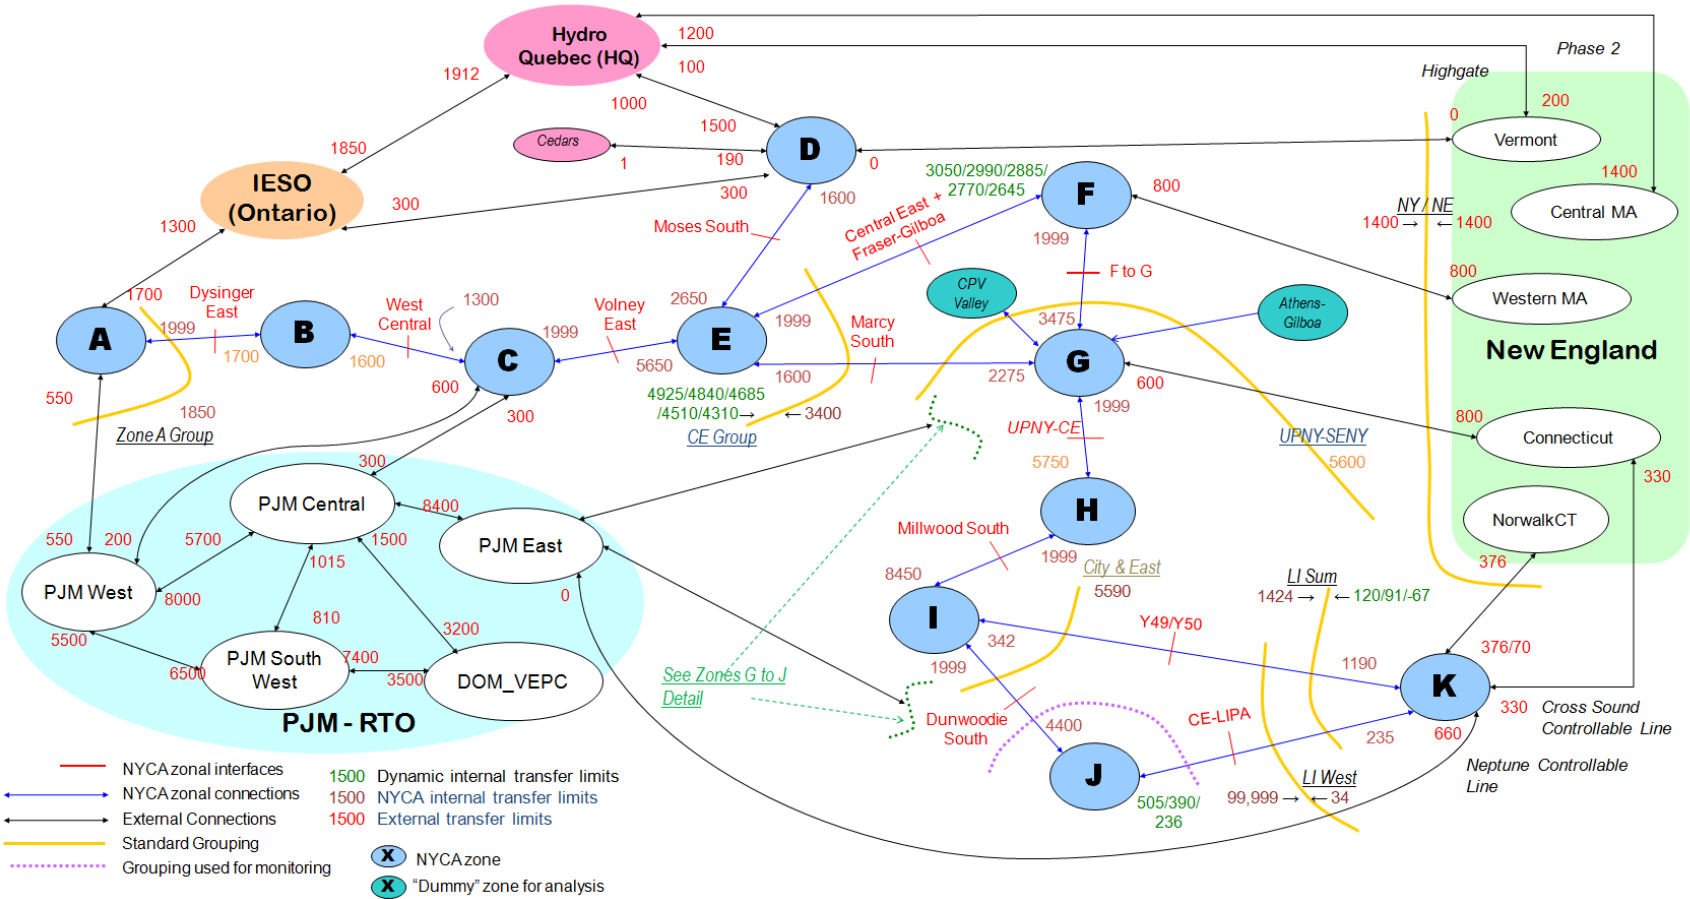 Hydro
Quebec (HQ)
1200
100
Phase 2
Highgate
1912
1000
1500
200
0
Vermont
Cedars
1
190
D
0
1850
IESO
(Ontario)
300
300
1600
3050/2990/2885/
2770/2645
F
800
1400
Central MA
NY / NE
1400 →
← 1400
1300
Moses South
Central East +
Fraser-Gilboa
1999
F to G
800
Western MA
CPV
Valley
Athens-
Gilboa
1700
Dysinger
East
West
Central
1300
Volney
East
2650
1999
Marcy
South
3475
New England
A
1999
B
1700
1600
C
1999
E
5650
1600
G
2275
600
550
600
300
4925/4840/4685
/4510/4310→
←3400
1999
1850
Zone A Group
CE Group
UPNY-CE
UPNY-SENY
800
Connecticut
300
5750
5600
330
PJM Central
8400
H
NorwalkCT
550
200
5700
1500
PJM East
Millwood South
1999
1015
376
City & East
5590
LI Sum
1424 →
← 120/91/-67
8450
PJM West
8000
0
I
342
Y49/Y50
5500
810
3200
376/70
PJM South
West
7400
6500
3500
DOM_VEPC
See Zones G to J
Detail
1999
1190
K
330
Cross Sound
Controllable Line
PJM - RTO
Dunwoodie
South
4400
CE-LIPA
235
660
Neptune Controllable
Line
J
505/390/
236
LI West
99,999 →
← 34
NYCA zonal interfaces
NYCA zonal connections
External Connections
Standard Grouping
Grouping used for monitoring
1500 Dynamic internal transfer limits
1500 NYCA internal transfer limits
1500 External transfer limits
X NYCA zone
X “Dummy” zone for analysis